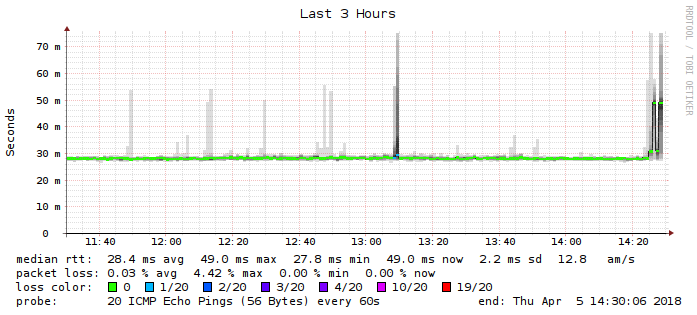 Last 3 Hours
RRDTOOL / TOBI OETIKER
Seconds
70 m
60 m
50 m
40 m
30 m
20 m
10 m
0
11:40 12:00 12:20 12:40 13:00 13:20 13:40 14:00 14:20
median rtt: 28.4 ms avg 49.0 ms max 27.8 ms min 49.0 ms now 2.2 ms sd 12.8 am/s
packet loss: 0.03 % avg 4.42 % max 0.00 % min 0.00 % now
loss color: 0 1/20 2/20 3/20 4/20 10/20 19/20
probe: 20 ICMP Echo Pings (56 Bytes) every 60s end: Thu Apr 5 14:30:06 2018